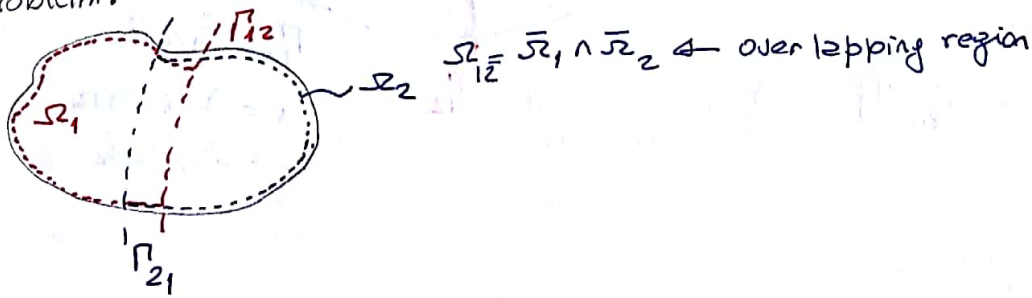 Γ12
Ω12 = Ω̄1 ∩ Ω̄2 ← overlapping region
Ω2
Ω1
Γ21